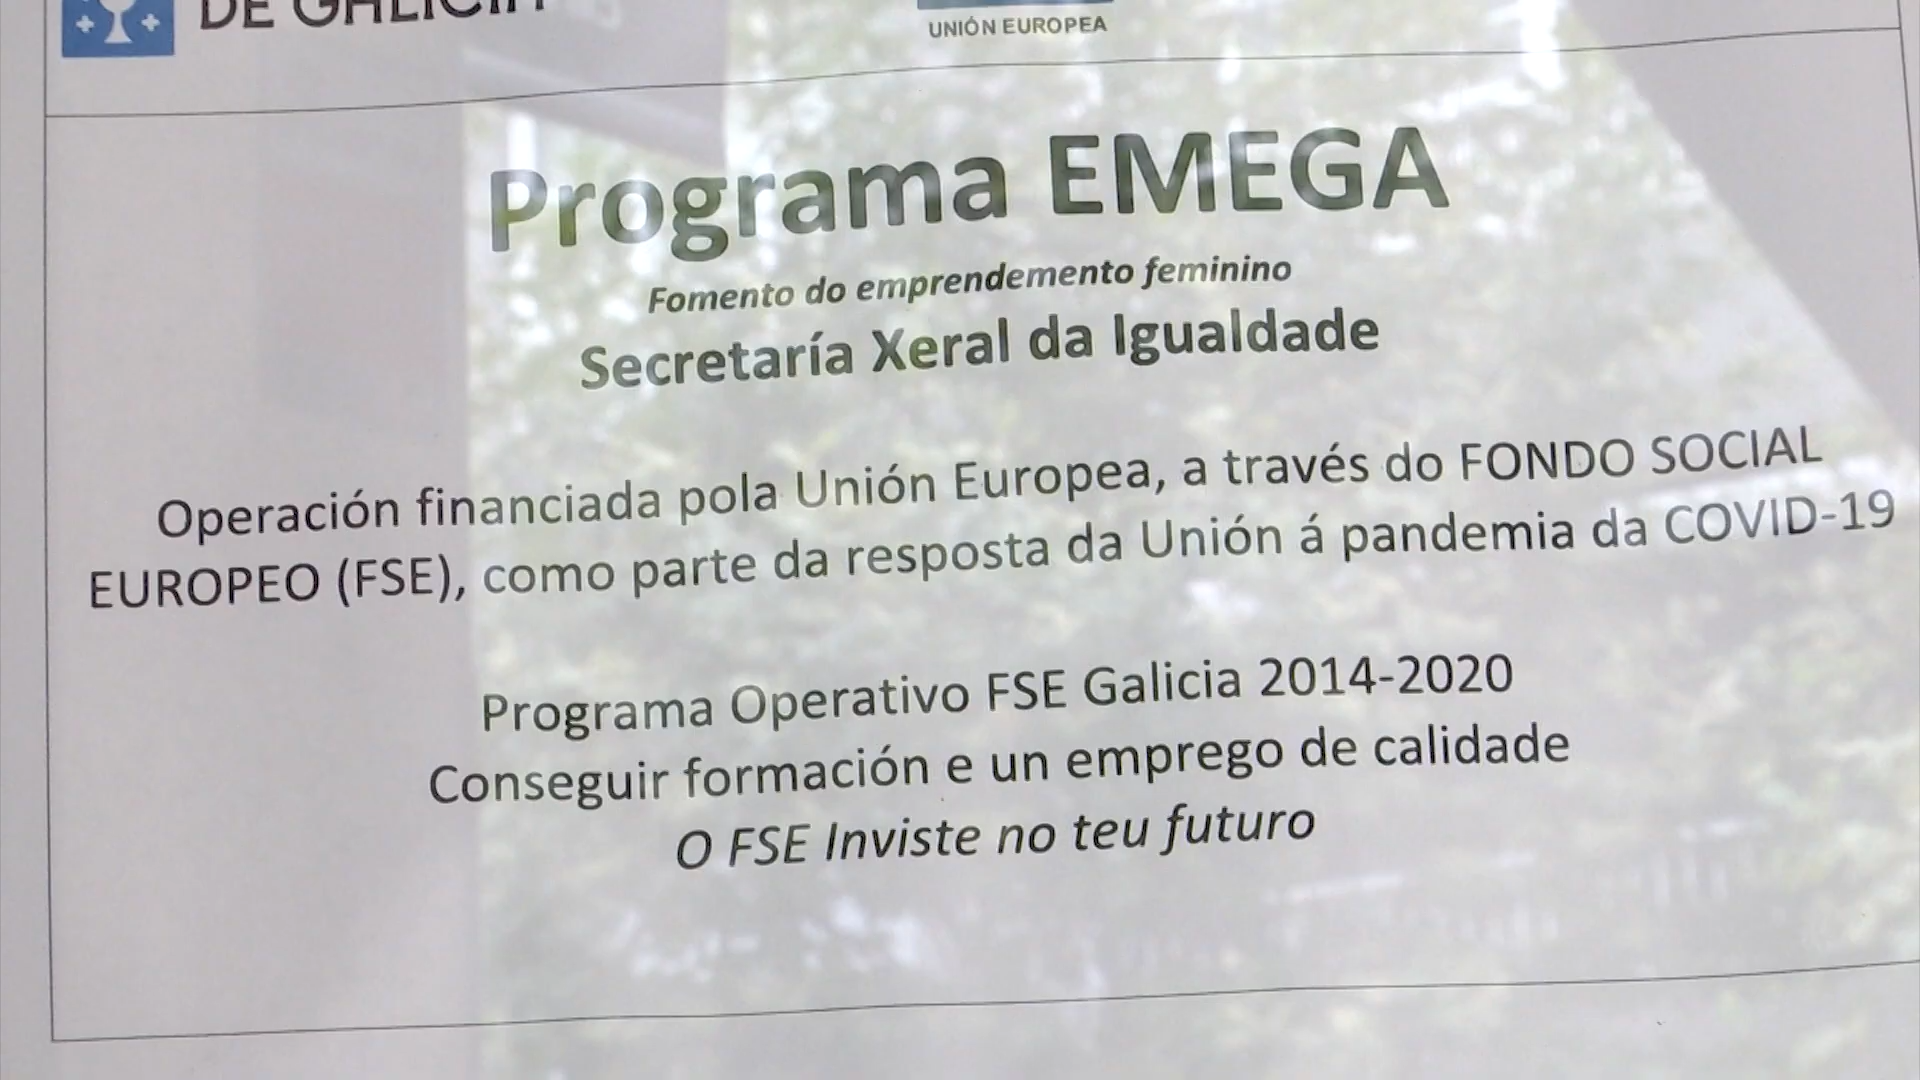 DE GALICIA
UNIÓN EUROPEA
Programa EMEGA
Fomento do emprendemento feminino
Secretaría Xeral da Igualdade
Operación financiada pola Unión Europea, a través do FONDO SOCIAL
EUROPEO (FSE), como parte da resposta da Unión á pandemia da COVID-19
Programa Operativo FSE Galicia 2014-2020
Conseguir formación e un emprego de calidade
O FSE Inviste no teu futuro